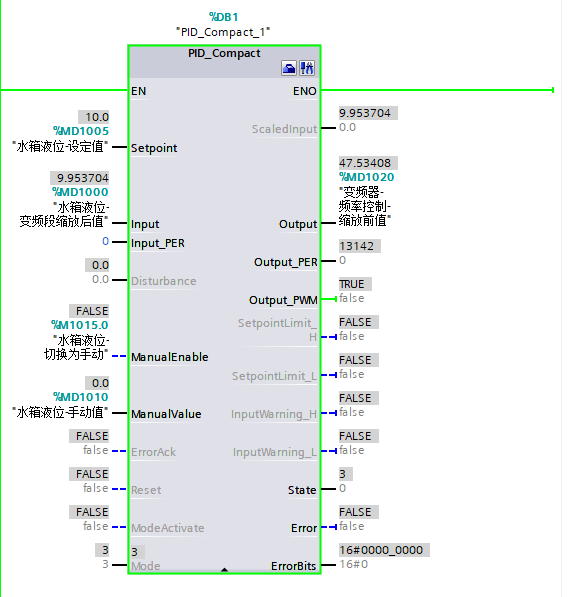 %DB1
"PID_Compact_1"
PID_Compact
EN
ENO
10.0
%MD1005
"水箱液位-设定值"
Setpoint
9.953704
ScaledInput
0.0
9.953704
%MD1000
"水箱液位-
变频段缩放后值"
Input
47.53408
%MD1020
"变频器-
频率控制-
缩放前值"
Output
0
Input_PER
13142
Output_PER
0
0.0
0.0
Disturbance
TRUE
Output_PWM
false
FALSE
%M1015.0
"水箱液位-
切换为手动"
ManualEnable
SetpointLimit_
H
FALSE
false
SetpointLimit_L
FALSE
false
0.0
%MD1010
"水箱液位-手动值"
ManualValue
InputWarning_H
FALSE
false
FALSE
false
ErrorAck
InputWarning_L
FALSE
false
FALSE
false
Reset
State
3
0
FALSE
false
ModeActivate
Error
FALSE
false
3
3
3
Mode
ErrorBits
16#0000_0000
16#0